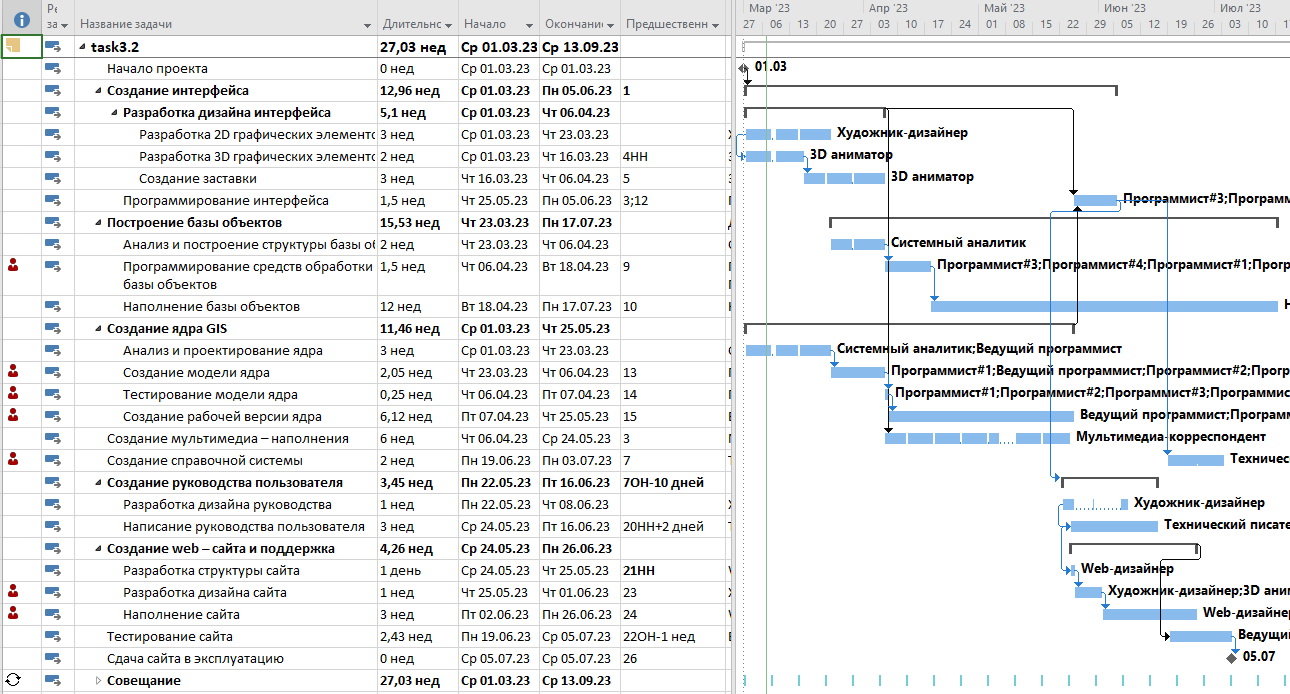 Мар '23 Апр '23 Май '23 Июн '23 Июл '23
Ре за Название задачи Длительнс Начало Окончани Предшественн 27 06 13 20 27 03 10 17 24 01 08 15 22 29 05 12 19 26 03 10 17
task3.2 27,03 нед Ср 01.03.23 Ср 13.09.23
Начало проекта 0 нед Ср 01.03.23 Ср 01.03.23 01.03
Создание интерфейса 12,96 нед Ср 01.03.23 Пн 05.06.23 1
Разработка дизайна интерфейса 5,1 нед Ср 01.03.23 Чт 06.04.23
Разработка 2D графических элементс 3 нед Ср 01.03.23 Чт 23.03.23 Художник-дизайнер
Разработка 3D графических элементс 2 нед Ср 01.03.23 Чт 16.03.23 4НН 3D аниматор
Создание заставки 3 нед Чт 16.03.23 Чт 06.04.23 5 3D аниматор
Программирование интерфейса 1,5 нед Чт 25.05.23 Пн 05.06.23 3;12 Программист#3;Программ
Построение базы объектов 15,53 нед Чт 23.03.23 Пн 17.07.23
Анализ и построение структуры базы об 2 нед Чт 23.03.23 Чт 06.04.23 Системный аналитик
Программирование средств обработки 1,5 нед Чт 06.04.23 Вт 18.04.23 9 Программист#3;Программист#4;Программист#1;Прогр
базы объектов
Наполнение базы объектов 12 нед Вт 18.04.23 Пн 17.07.23 10 Н
Создание ядра GIS 11,46 нед Ср 01.03.23 Чт 25.05.23
Анализ и проектирование ядра 3 нед Ср 01.03.23 Чт 23.03.23 Системный аналитик;Ведущий программист
Создание модели ядра 2,05 нед Чт 23.03.23 Чт 06.04.23 13 Программист#1;Ведущий программист;Программист#2;Прогр
Тестирование модели ядра 0,25 нед Чт 06.04.23 Пт 07.04.23 14 Программист#1;Программист#2;Программист#3;Программ
Создание рабочей версии ядра 6,12 нед Пт 07.04.23 Чт 25.05.23 15 Ведущий программист;Програм
Создание мультимедиа – наполнения 6 нед Чт 06.04.23 Ср 24.05.23 3 Мультимедиа-корреспондент
Создание справочной системы 2 нед Пн 19.06.23 Пн 03.07.23 7 Техничес
Создание руководства пользователя 3,45 нед Пн 22.05.23 Пт 16.06.23 7ОН-10 дней
Разработка дизайна руководства 1 нед Пн 22.05.23 Чт 08.06.23 Художник-дизайнер
Написание руководства пользователя 3 нед Ср 24.05.23 Пт 16.06.23 20НН+2 дней Технический писате
Создание web – сайта и поддержка 4,26 нед Ср 24.05.23 Пн 26.06.23
Разработка структуры сайта 1 день Ср 24.05.23 Чт 25.05.23 21НН Web-дизайнер
Разработка дизайна сайта 1 нед Чт 25.05.23 Чт 01.06.23 23 Художник-дизайнер;3D аним
Наполнение сайта 3 нед Пт 02.06.23 Пн 26.06.23 24 Web-дизайнер
Тестирование сайта 2,43 нед Пн 19.06.23 Ср 05.07.23 22ОН-1 нед Ведущий
Сдача сайта в эксплуатацию 0 нед Ср 05.07.23 Ср 05.07.23 26 05.07
Совещание 27,03 нед Ср 01.03.23 Ср 13.09.23